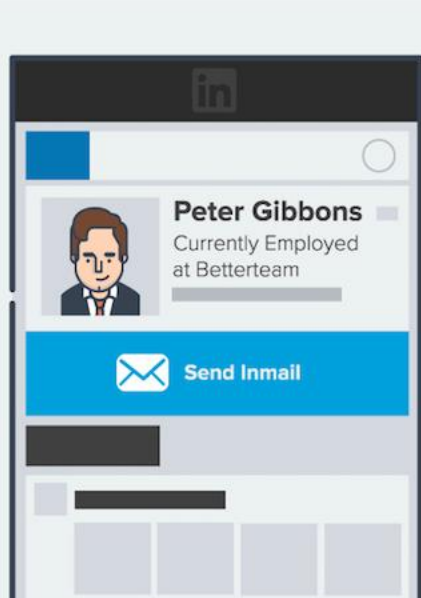 in
Peter Gibbons
Currently Employed
at Betterteam
Send Inmail